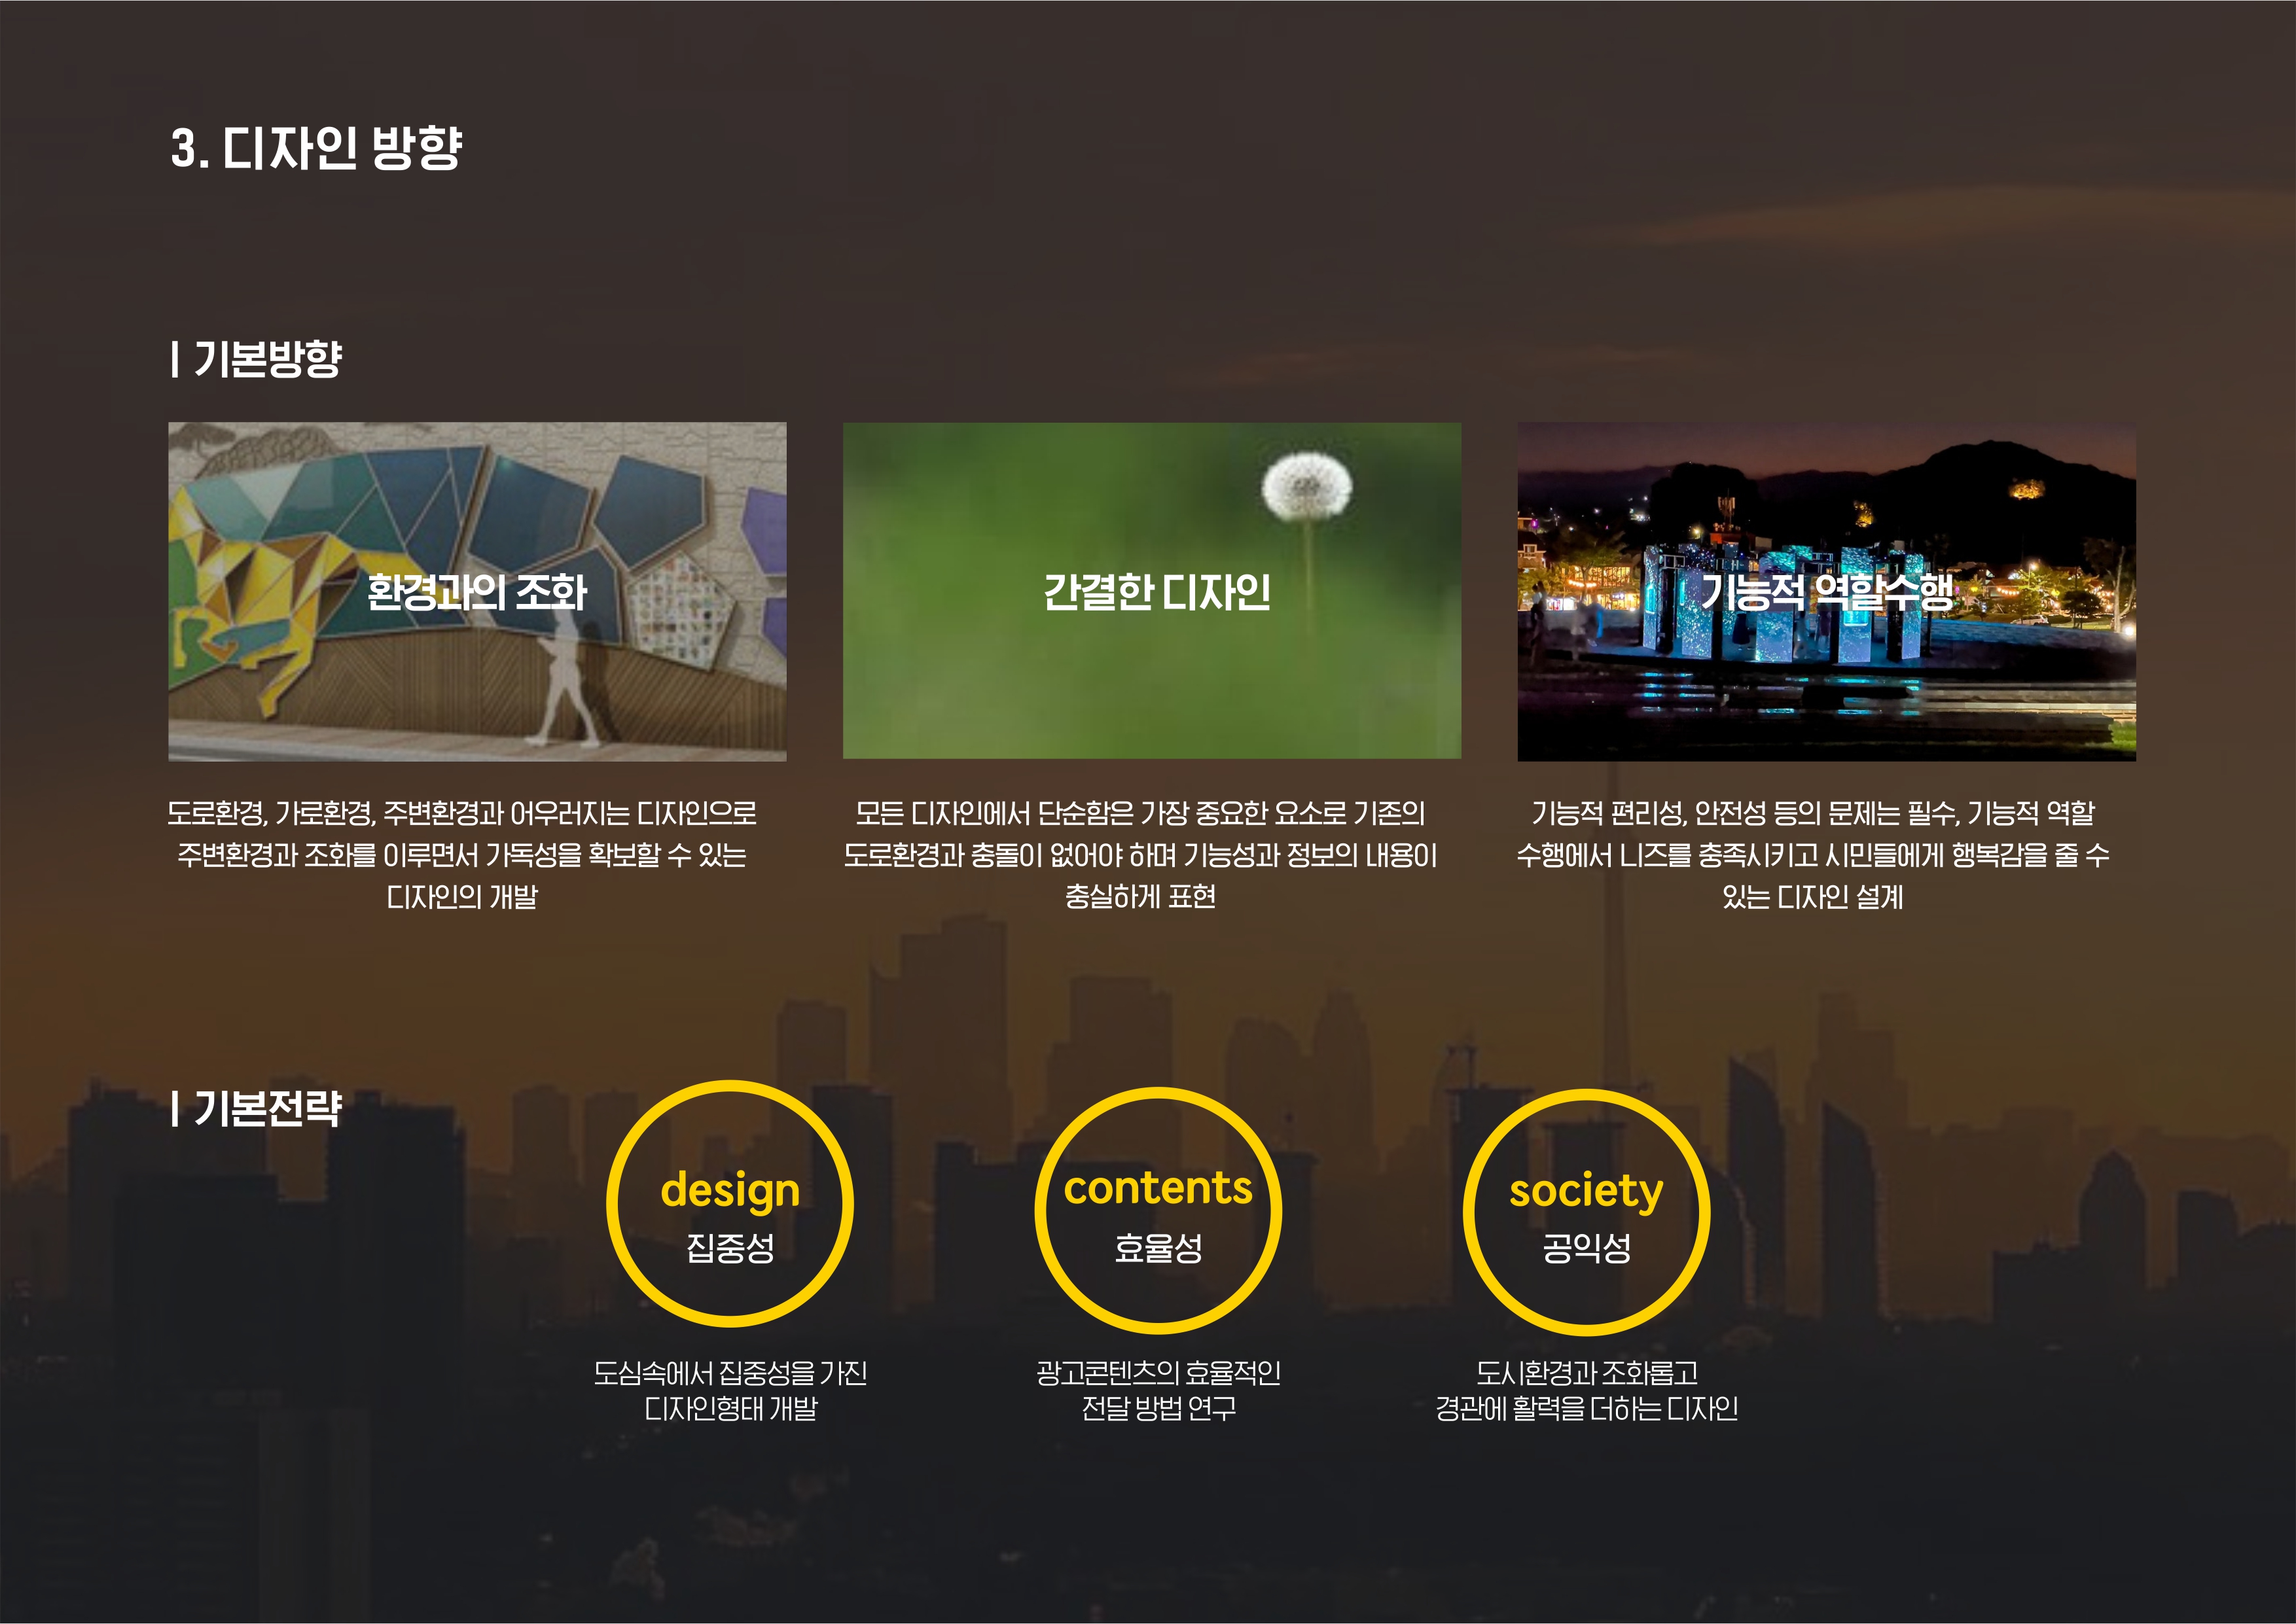 3. 디자인 방향
| 기본방향
환경과의 조화
간결한 디자인
기능적 역할수행
도로환경, 가로환경, 주변환경과 어우러지는 디자인으로
주변환경과 조화를 이루면서 가독성을 확보할 수 있는
디자인의 개발
모든 디자인에서 단순함은 가장 중요한 요소로 기존의
도로환경과 충돌이 없어야 하며 기능성과 정보의 내용이
충실하게 표현
기능적 편리성, 안전성 등의 문제는 필수, 기능적 역할
수행에서 니즈를 충족시키고 시민들에게 행복감을 줄 수
있는 디자인 설계
| 기본전략
design
집중성
contents
효율성
society
공익성
도심속에서 집중성을 가진
디자인형태 개발
광고콘텐츠의 효율적인
전달 방법 연구
도시환경과 조화롭고
경관에 활력을 더하는 디자인